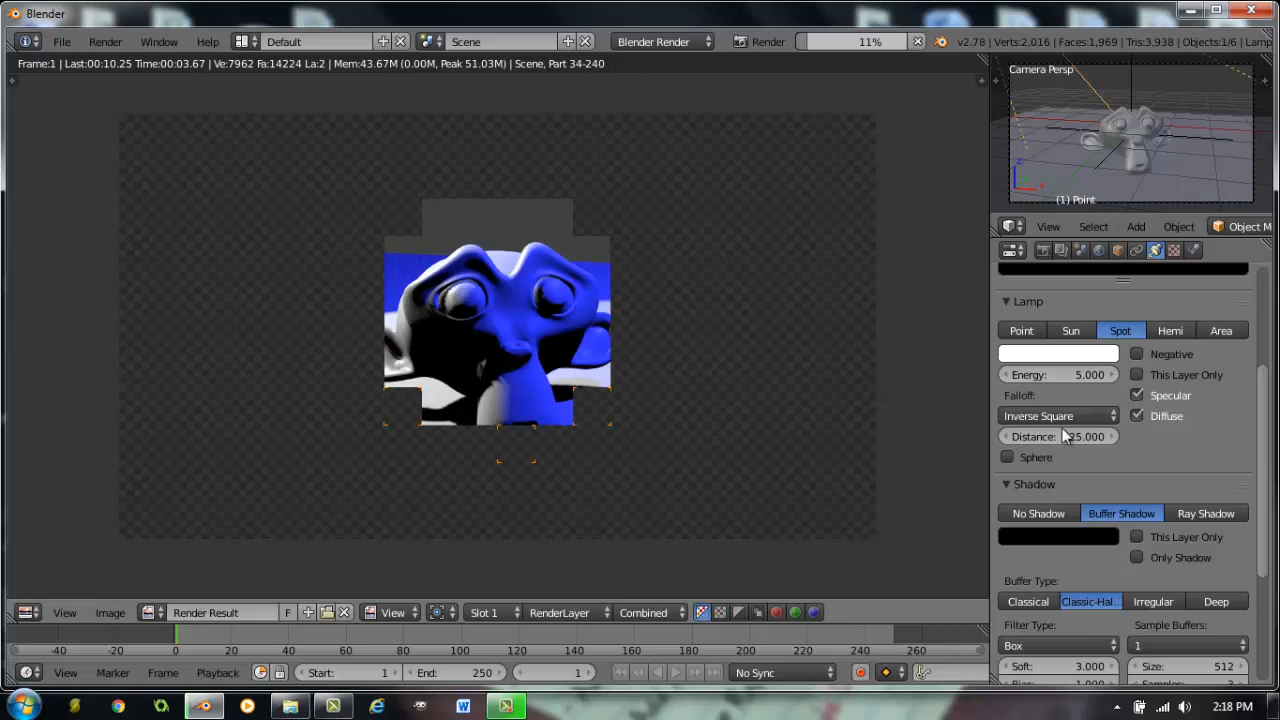 Blender
File Render Window Help Default Scene Blender Render Render 11% v2.78 | Verts:2,016 | Faces:1,969 | Tris:3,938 | Objects:1/6 | Lamp
Frame:1 | Last:00:10.25 Time:00:03.67 | Ve:7962 Fa:14224 La:2 | Mem:43.67M (0.00M, Peak 51.03M) | Scene, Part 34-240
Camera Persp
(1) Point
View Select Add Object Object M
Lamp
Point Sun Spot Hemi Area
Negative
Energy: 5.000 This Layer Only
Falloff: Specular
Inverse Square Diffuse
Distance: 25.000
Sphere
Shadow
No Shadow Buffer Shadow Ray Shadow
This Layer Only
Only Shadow
Buffer Type:
Classical Classic-Hal... Irregular Deep
Filter Type: Sample Buffers:
Box 1
Soft: 3.000 Size: 512
View Image Render Result F View Slot 1 RenderLayer Combined
-40 -20 0 20 40 60 80 100 120 140 160 180 200 220 240 260
View Marker Frame Playback Start: 1 End: 250 1 No Sync
2:18 PM